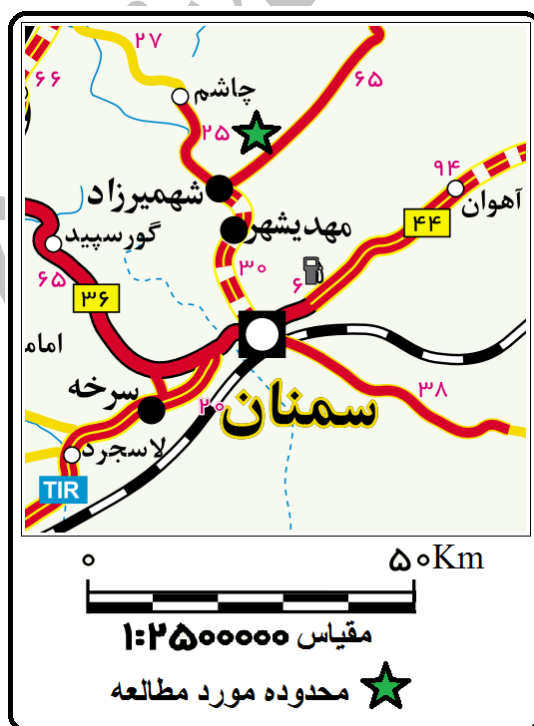 ۲۷
۶۶
چاشم
۶۵
۲۵
۹۴
شهمیرزاد
آهوان
مهدیشهر
۴۴
گورسپید
۳۰
۶۵
۳۶
۶
امام
سرخه
۳۸
۲۰
سمنان
لاسجرد
TIR
۰ ۵۰Km
مقیاس ۱:۲۵۰۰۰۰۰
محدوده مورد مطالعه